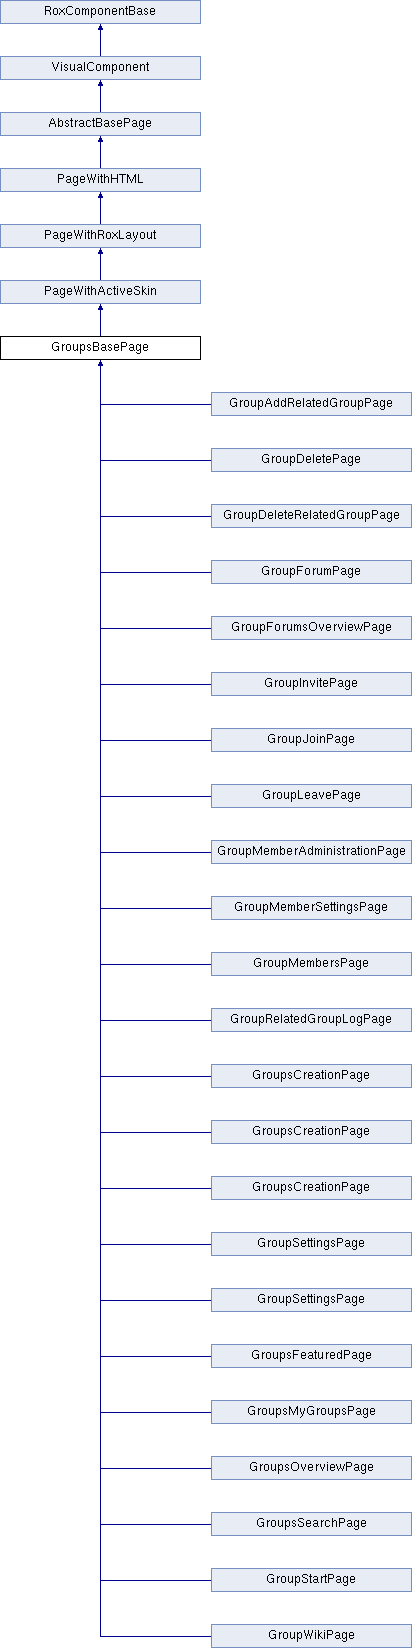 RoxComponentBase
VisualComponent
AbstractBasePage
PageWithHTML
PageWithRoxLayout
PageWithActiveSkin
GroupsBasePage
GroupAddRelatedGroupPage
GroupDeletePage
GroupDeleteRelatedGroupPage
GroupForumPage
GroupForumsOverviewPage
GroupInvitePage
GroupJoinPage
GroupLeavePage
GroupMemberAdministrationPage
GroupMemberSettingsPage
GroupMembersPage
GroupRelatedGroupLogPage
GroupsCreationPage
GroupsCreationPage
GroupsCreationPage
GroupSettingsPage
GroupSettingsPage
GroupsFeaturedPage
GroupsMyGroupsPage
GroupsOverviewPage
GroupsSearchPage
GroupStartPage
GroupWikiPage